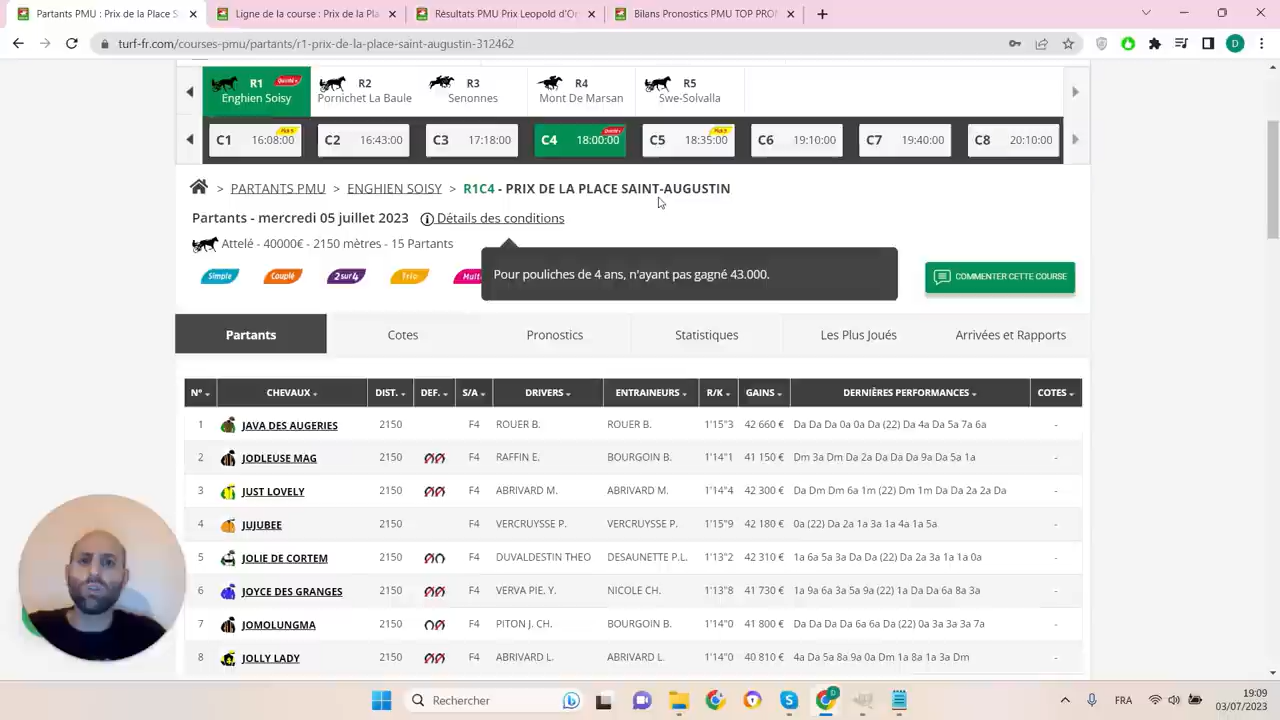 Partants PMU : Prix de la Place S
Ligne de course : Jument de Pla
Résultats PMU Prix Leopold d'Or
Bilans Pronostics PMU TOP PRO
turf-fr.com/courses-pmu/partants/r1-prix-de-la-place-saint-augustin-312462
R1 Quinté+ R2 R3 R4 R5
Enghien Soisy Pornichet La Baule Senonnes Mont De Marsan Swe-Solvalla
C1 16:08:00 C2 16:43:00 C3 17:18:00 C4 18:00:00 C5 18:35:00 C6 19:10:00 C7 19:40:00 C8 20:10:00
> PARTANTS PMU > ENGHIEN SOISY > R1C4 - PRIX DE LA PLACE SAINT-AUGUSTIN
Partants - mercredi 05 juillet 2023 Détails des conditions
Attelé - 40000€ - 2150 mètres - 15 Partants
Simple Couplé 2sur4 Trio Mult
Pour pouliches de 4 ans, n'ayant pas gagné 43.000.
COMMENTER CETTE COURSE
Partants Cotes Pronostics Statistiques Les Plus Joués Arrivées et Rapports
N° CHEVAUX DIST. DEF. S/A DRIVERS ENTRAINEURS R/K GAINS DERNIÈRES PERFORMANCES COTES
1 JAVA DES AUGERIES 2150 F4 ROUER B. ROUER B. 1'15"3 42 660 € Da Da Da 0a 0a Da (22) Da 4a Da 5a 7a 6a -
2 JODLEUSE MAG 2150 F4 RAFFIN E. BOURGOIN B. 1'14"1 41 150 € Dm 3a Dm Da 2a Da Da Da 9a Da 5a 1a -
3 JUST LOVELY 2150 F4 ABRIVARD M. ABRIVARD M. 1'14"4 42 300 € Da Dm Dm 6a 1m (22) Dm 1m Da Da 2a 2a Da -
4 JUJUBEE 2150 F4 VERCRUYSSE P. VERCRUYSSE P. 1'15"9 42 180 € 0a (22) Da 2a 1a 3a 1a 4a 1a 5a -
5 JOLIE DE CORTEM 2150 F4 DUVALDESTIN THEO DESAUNETTE P.L. 1'13"2 42 310 € 1a 6a 5a 3a Da Da (22) Da 2a 3a 1a 1a 0a -
6 JOYCE DES GRANGES 2150 F4 VERVA PIE. Y. NICOLE CH. 1'13"8 41 730 € 1a 9a 6a 3a 5a 9a (22) 1a Da Da 6a 8a 3a -
7 JOMOLUNGMA 2150 F4 PITON J. CH. BOURGOIN B. 1'14"0 41 800 € Da Da Da Da 6a 6a Da (22) 0a 3a 3a 3a 7a -
8 JOLLY LADY 2150 F4 ABRIVARD L. ABRIVARD L. 1'14"0 40 810 € 4a Da 5a 8a 9a 0a Dm 1a 8a 1a 3a Dm -
Rechercher
FRA
19:09
03/07/2023